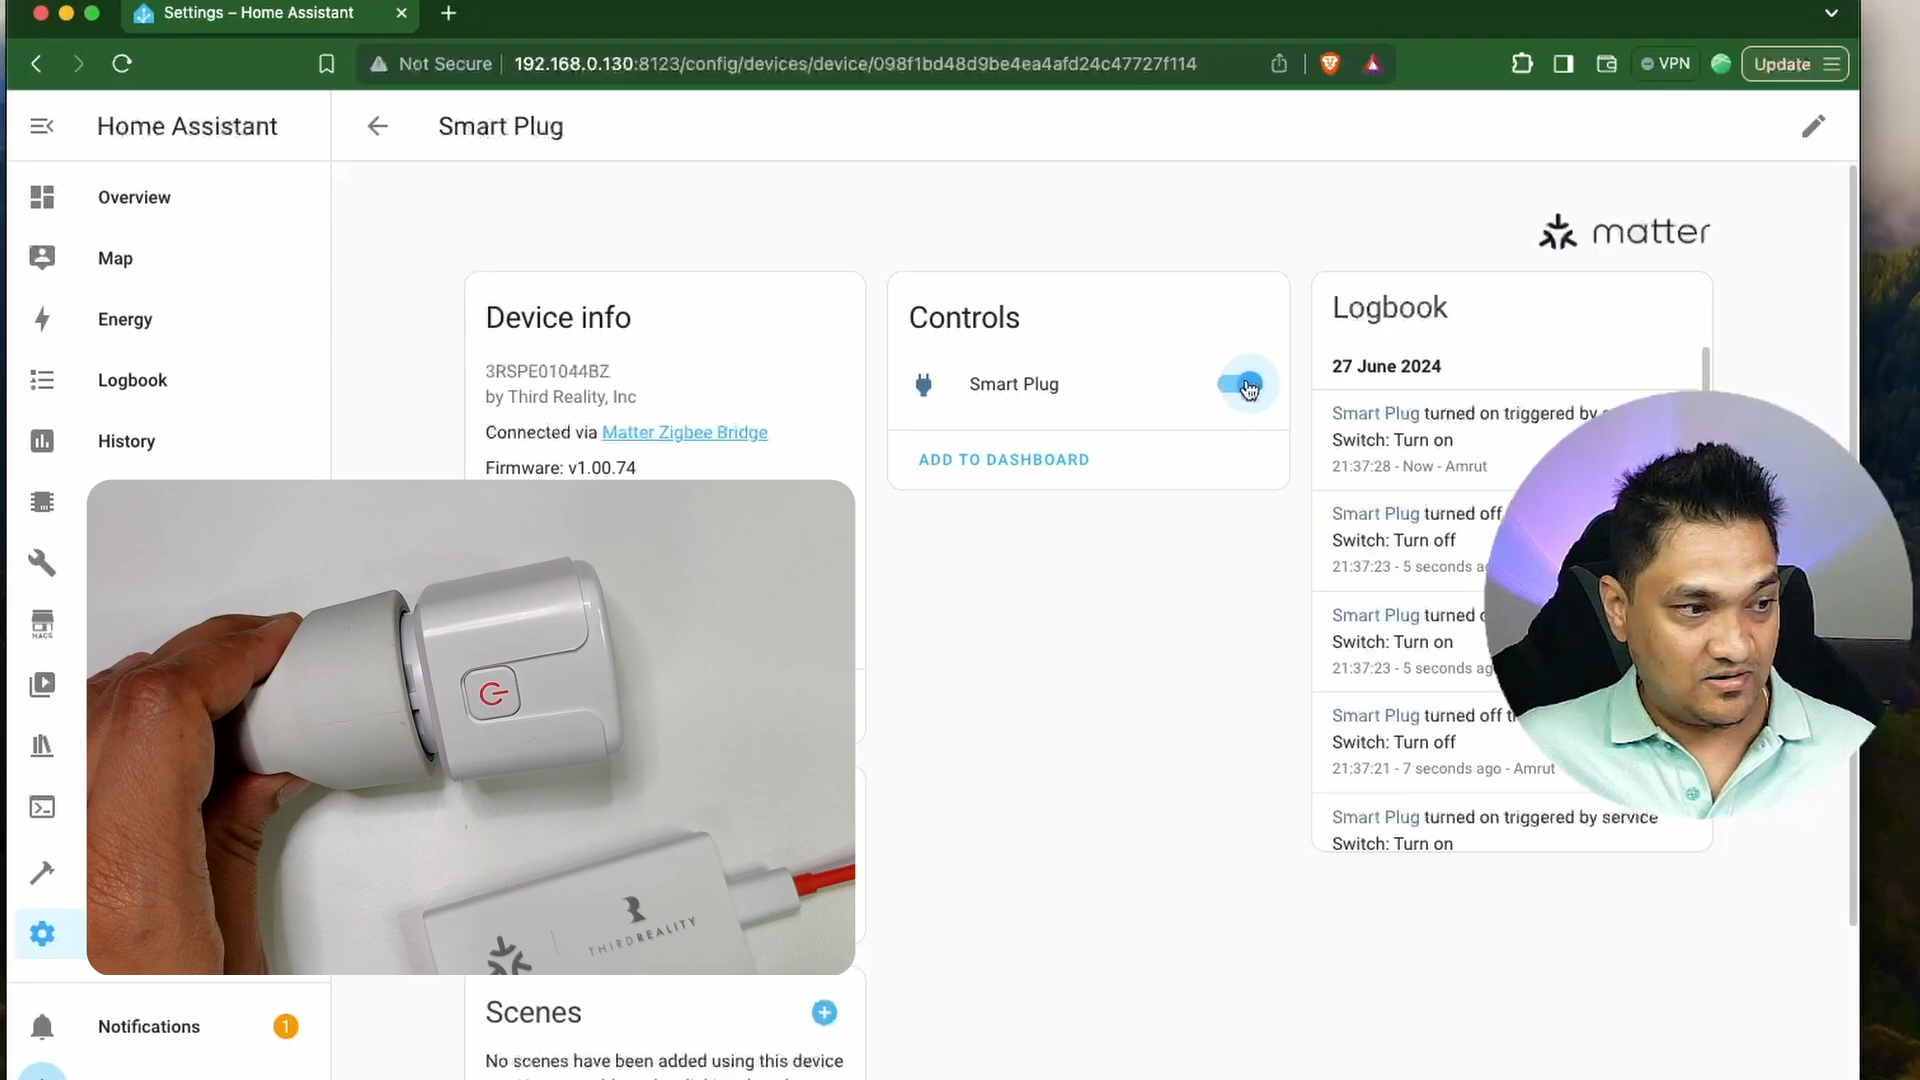 Settings – Home Assistant
Not Secure
192.168.0.130:8123/config/devices/device/098f1bd48d9be4ea4afd24c47727f114
VPN
Update
Home Assistant
Smart Plug
Overview
Map
Energy
Logbook
History
HACS
Notifications
1
matter
Device info
3RSPE01044BZ
by Third Reality, Inc
Connected via Matter Zigbee Bridge
Firmware: v1.00.74
THIRDREALITY
Scenes
No scenes have been added using this device
Controls
Smart Plug
ADD TO DASHBOARD
Logbook
27 June 2024
Smart Plug turned on triggered by
Switch: Turn on
21:37:28 - Now - Amrut
Smart Plug turned off
Switch: Turn off
21:37:23 - 5 seconds
Smart Plug turned
Switch: Turn on
21:37:23 - 5 seconds
Smart Plug turned off
Switch: Turn off
21:37:21 - 7 seconds ago - Amrut
Smart Plug turned on triggered by service
Switch: Turn on